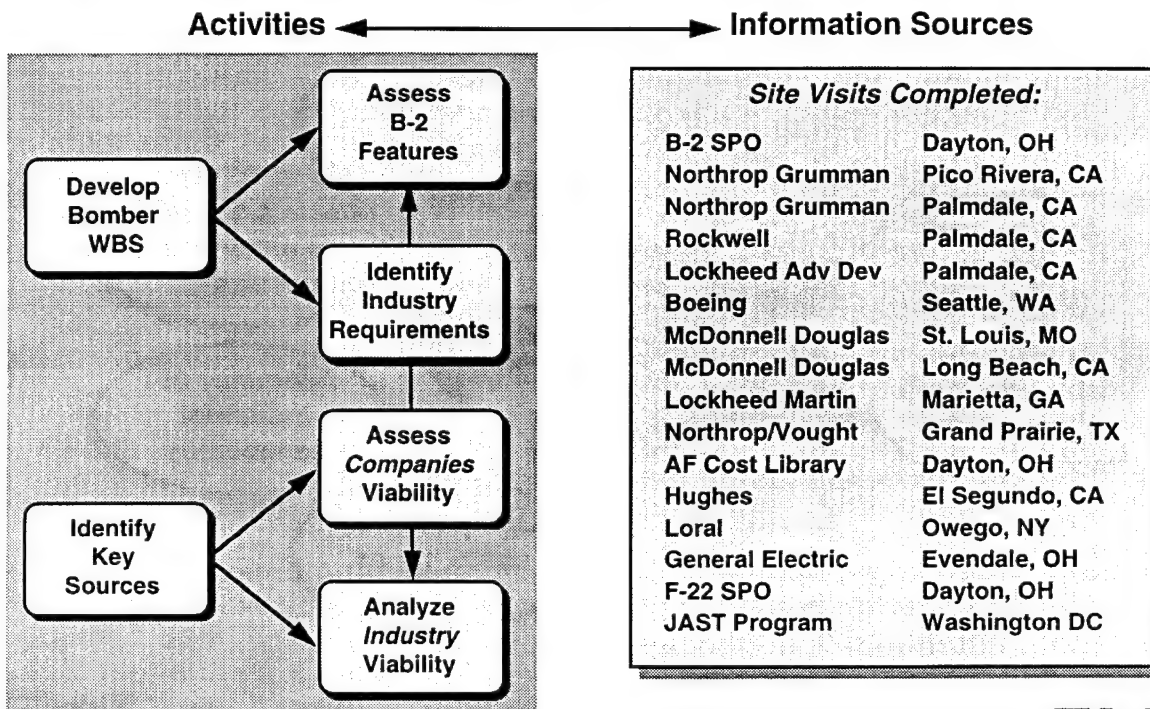 Activities
Information Sources
Assess
B-2
Features
Develop
Bomber
WBS
Identify
Industry
Requirements
Assess
Companies
Viability
Identify
Key
Sources
Analyze
Industry
Viability
Site Visits Completed:
B-2 SPO Dayton, OH
Northrop Grumman Pico Rivera, CA
Northrop Grumman Palmdale, CA
Rockwell Palmdale, CA
Lockheed Adv Dev Palmdale, CA
Boeing Seattle, WA
McDonnell Douglas St. Louis, MO
McDonnell Douglas Long Beach, CA
Lockheed Martin Marietta, GA
Northrop/Vought Grand Prairie, TX
AF Cost Library Dayton, OH
Hughes El Segundo, CA
Loral Owego, NY
General Electric Evendale, OH
F-22 SPO Dayton, OH
JAST Program Washington DC